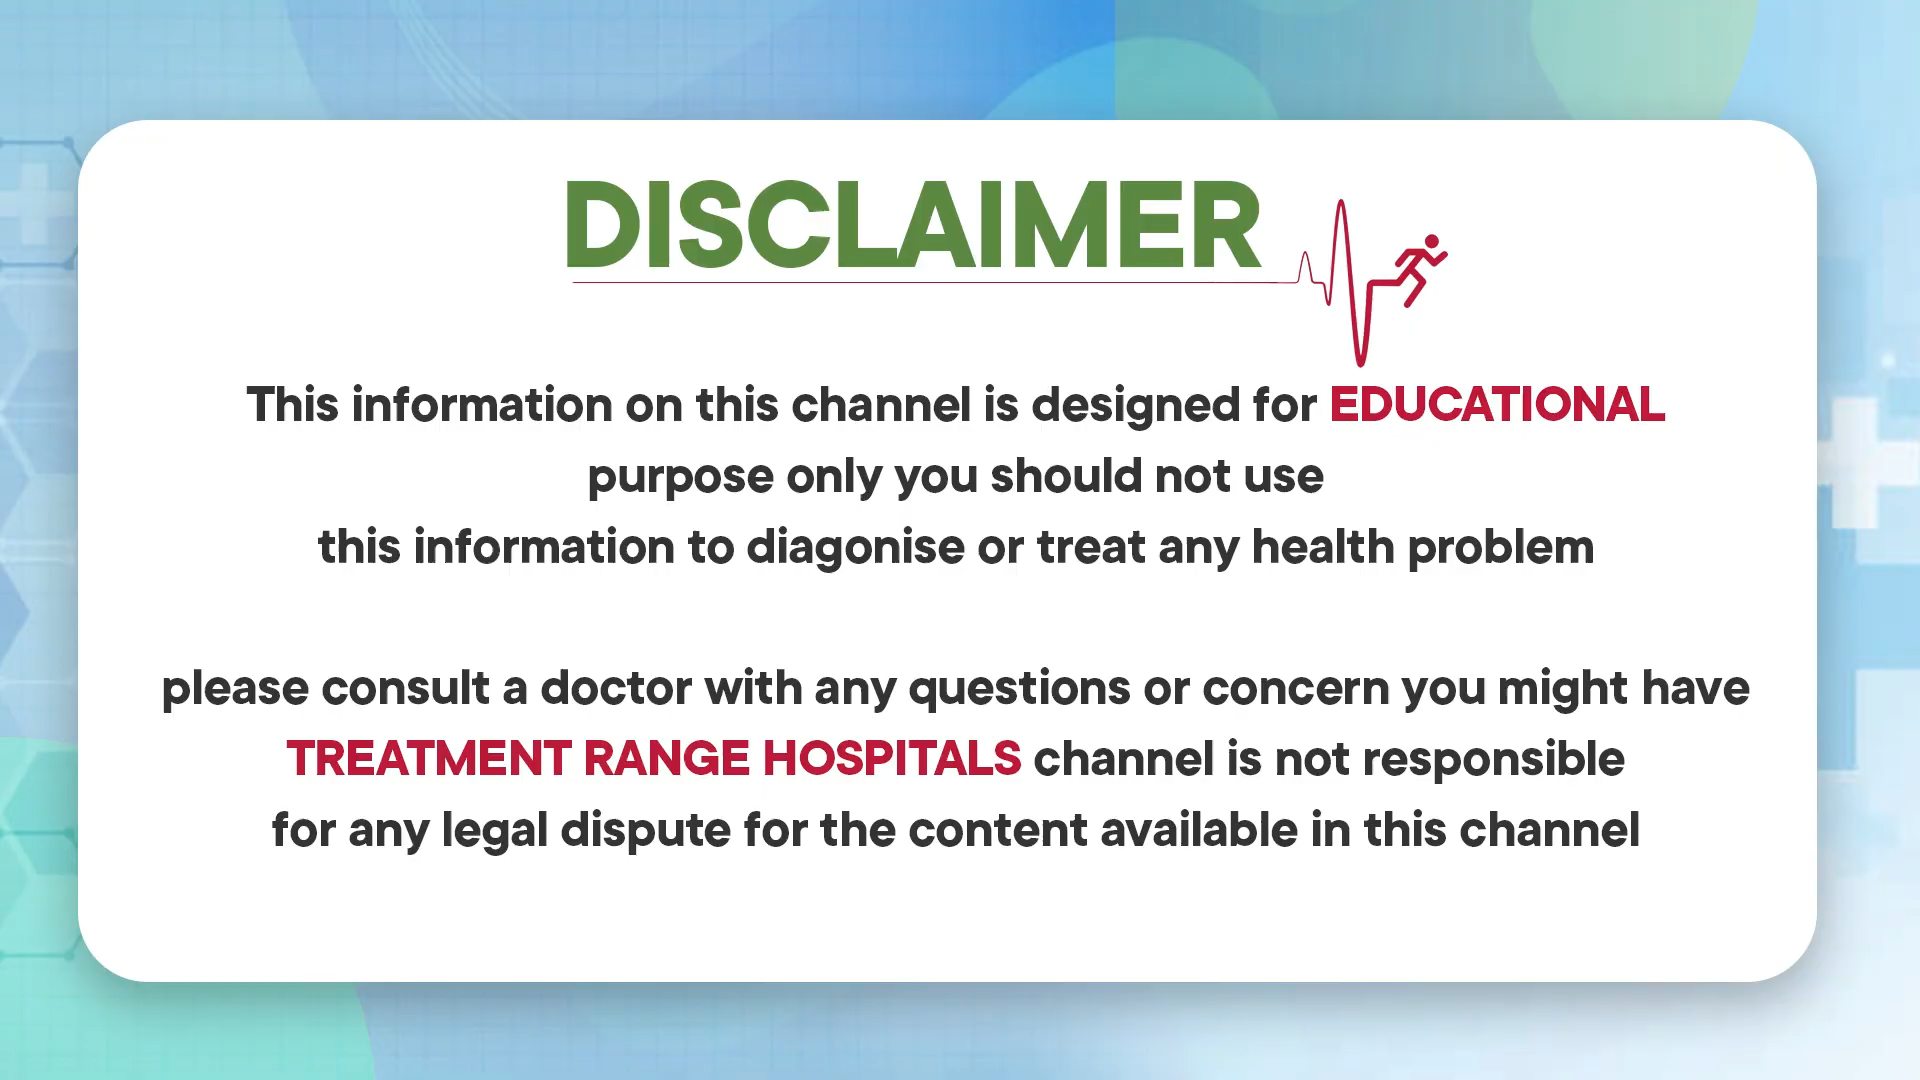 DISCLAIMER
This information on this channel is designed for EDUCATIONAL
purpose only you should not use
this information to diagonise or treat any health problem
please consult a doctor with any questions or concern you might have
TREATMENT RANGE HOSPITALS channel is not responsible
for any legal dispute for the content available in this channel